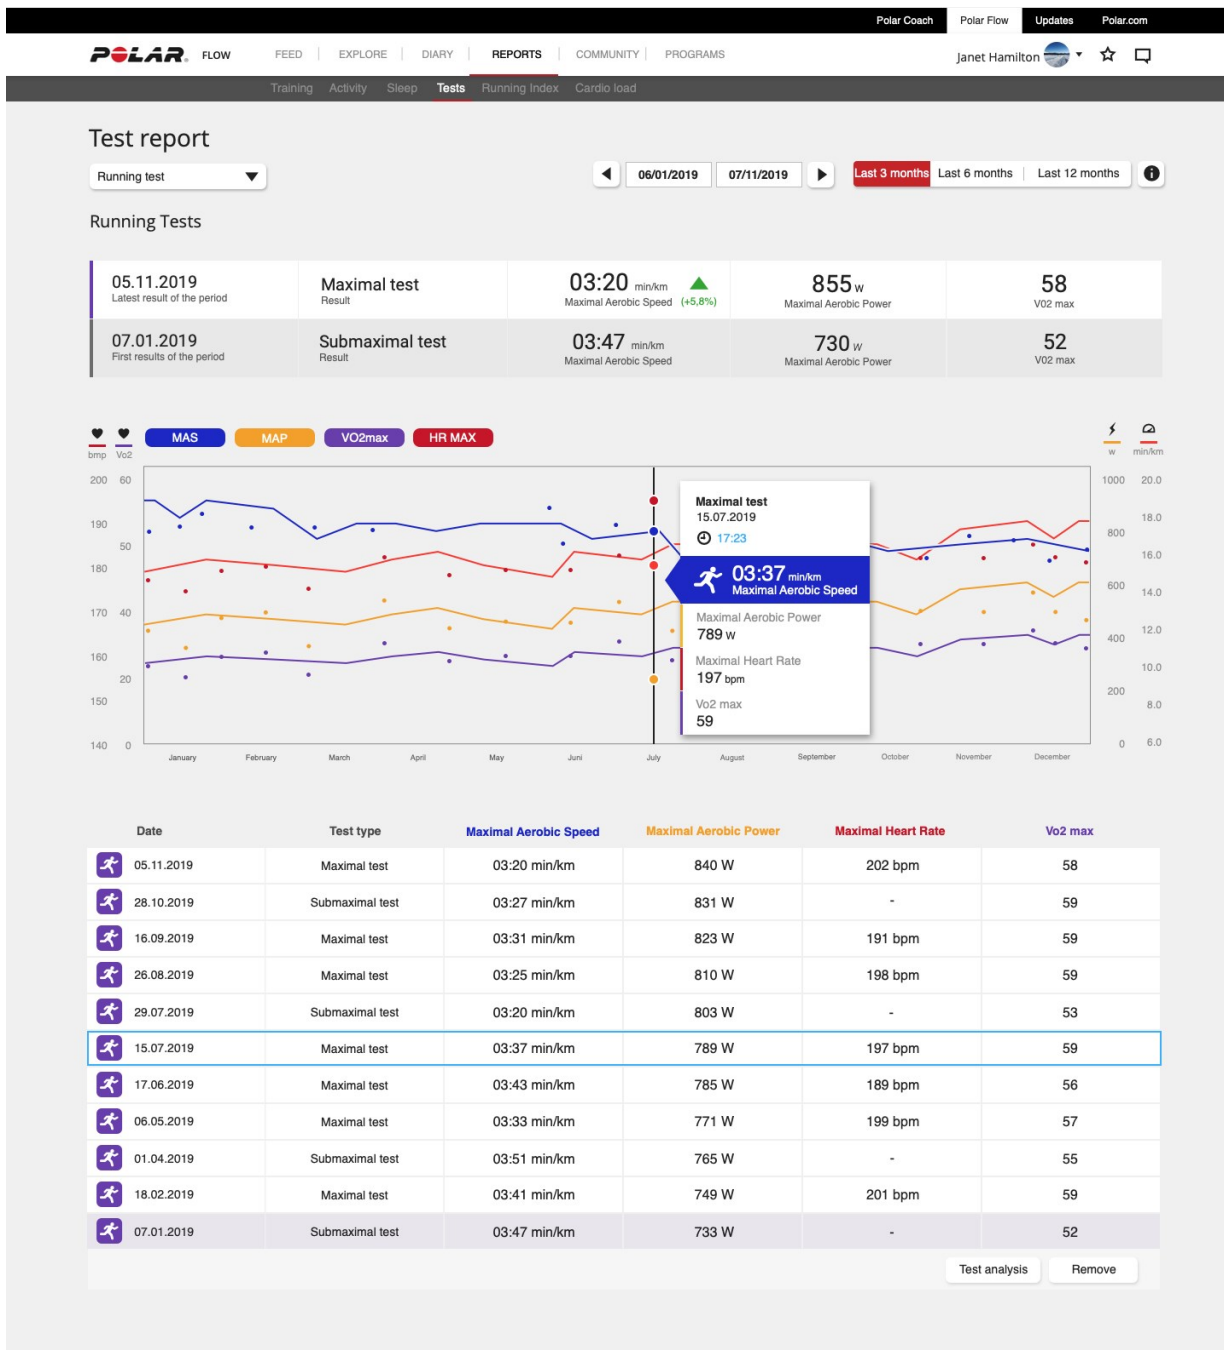 Polar Coach Polar Flow Updates Polar.com
POLAR. FLOW FEED EXPLORE DIARY REPORTS COMMUNITY PROGRAMS Janet Hamilton
Training Activity Sleep Tests Running Index Cardio load
Test report
Running test 06/01/2019 07/11/2019 Last 3 months Last 6 months Last 12 months
Running Tests
05.11.2019 Maximal test 03:20 min/km 855 w 58
Latest result of the period Result Maximal Aerobic Speed (+5,8%) Maximal Aerobic Power V02 max
07.01.2019 Submaximal test 03:47 min/km 730 w 52
First results of the period Result Maximal Aerobic Speed Maximal Aerobic Power V02 max
MAS MAP VO2max HR MAX
bmp Vo2 w min/km
200 60 1000 20.0
190 18.0
50 800
180 16.0
600 14.0
170 40
400 12.0
160 10.0
20 200
150 8.0
140 0 0 6.0
Maximal test
15.07.2019
17:23
03:37 min/km
Maximal Aerobic Speed
Maximal Aerobic Power
789 w
Maximal Heart Rate
197 bpm
Vo2 max
59
January February March April May Juni July August September October November December
Date Test type Maximal Aerobic Speed Maximal Aerobic Power Maximal Heart Rate Vo2 max
05.11.2019 Maximal test 03:20 min/km 840 W 202 bpm 58
28.10.2019 Submaximal test 03:27 min/km 831 W - 59
16.09.2019 Maximal test 03:31 min/km 823 W 191 bpm 59
26.08.2019 Maximal test 03:25 min/km 810 W 198 bpm 59
29.07.2019 Submaximal test 03:20 min/km 803 W - 53
15.07.2019 Maximal test 03:37 min/km 789 W 197 bpm 59
17.06.2019 Maximal test 03:43 min/km 785 W 189 bpm 56
06.05.2019 Maximal test 03:33 min/km 771 W 199 bpm 57
01.04.2019 Submaximal test 03:51 min/km 765 W - 55
18.02.2019 Maximal test 03:41 min/km 749 W 201 bpm 59
07.01.2019 Submaximal test 03:47 min/km 733 W - 52
Test analysis Remove